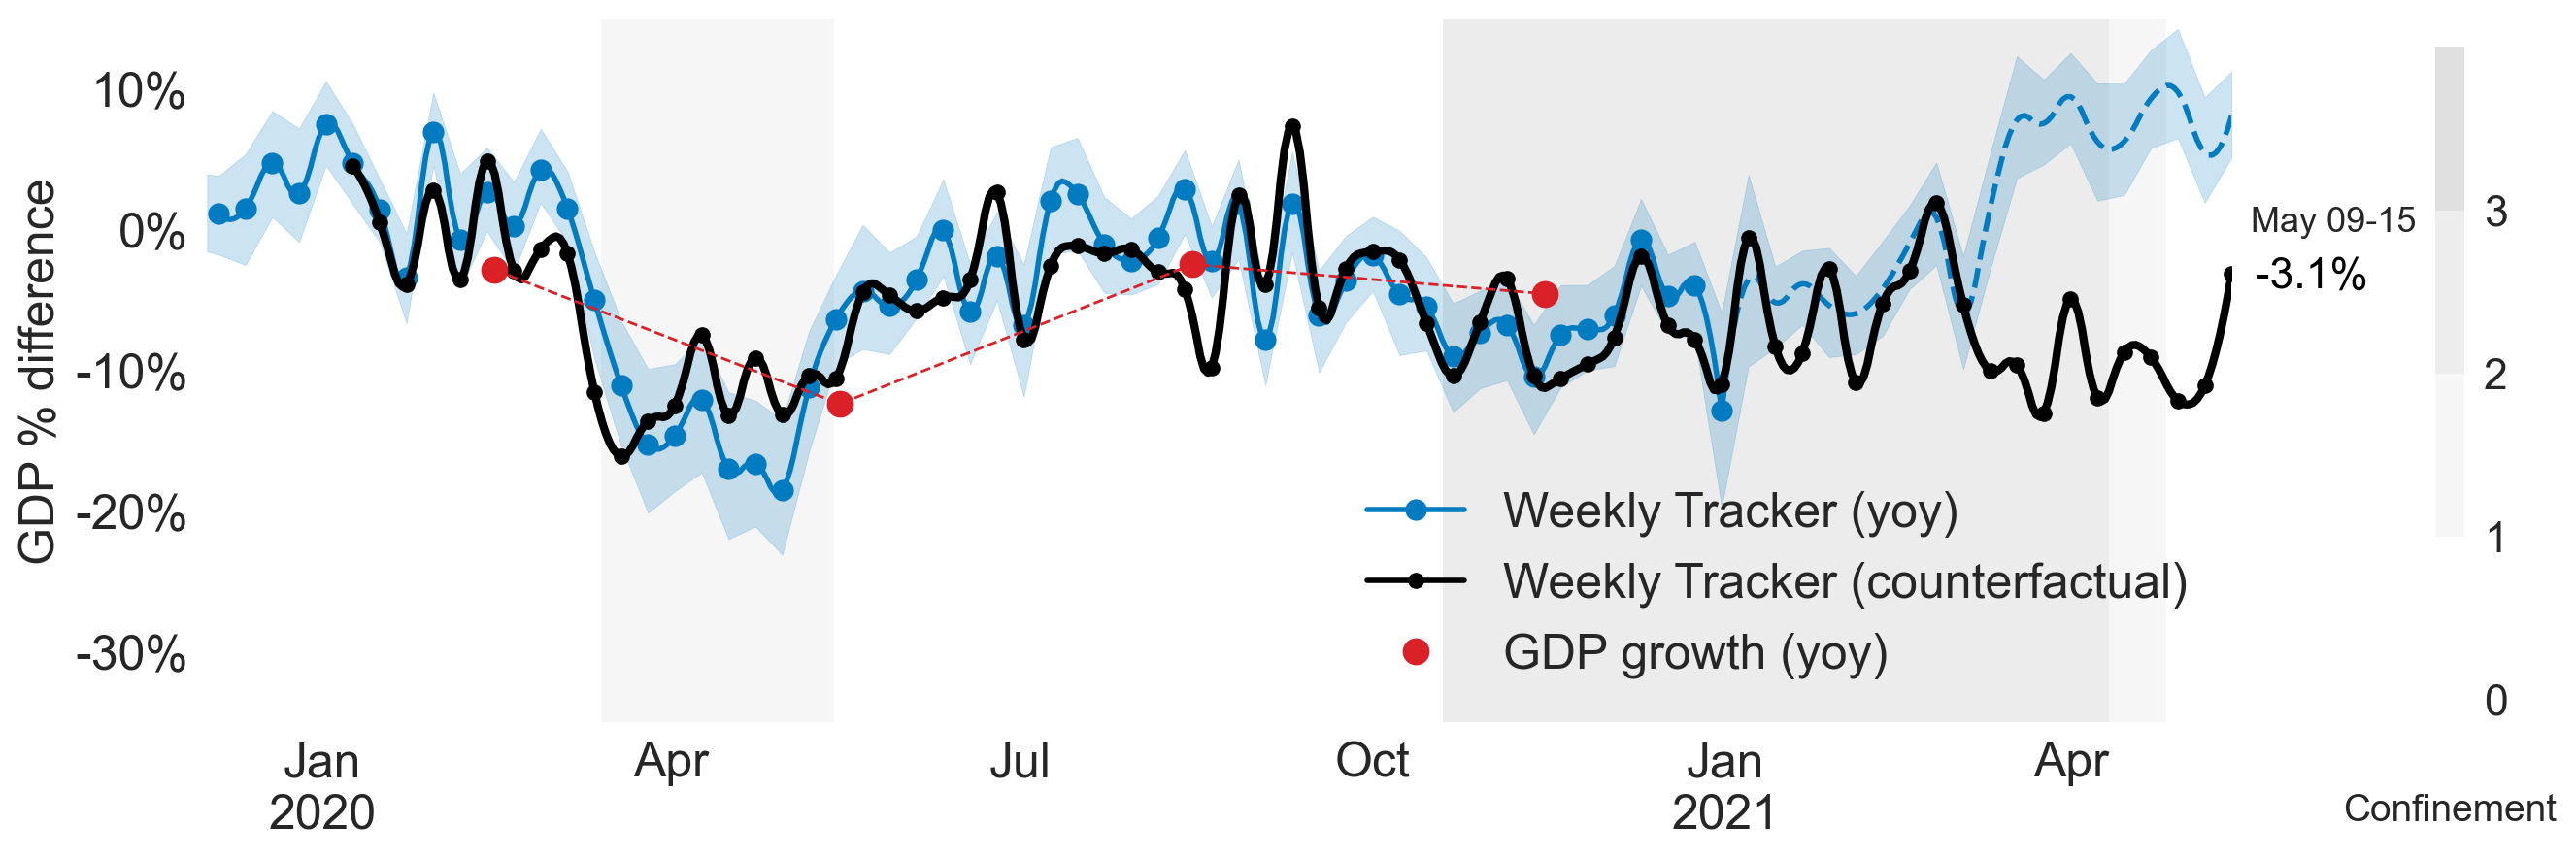 GDP % difference
10%
0%
-10%
-20%
-30%
Jan
2020
Apr
Jul
Oct
Jan
2021
Apr
Weekly Tracker (yoy)
Weekly Tracker (counterfactual)
GDP growth (yoy)
May 09-15
-3.1%
3
2
1
0
Confinement